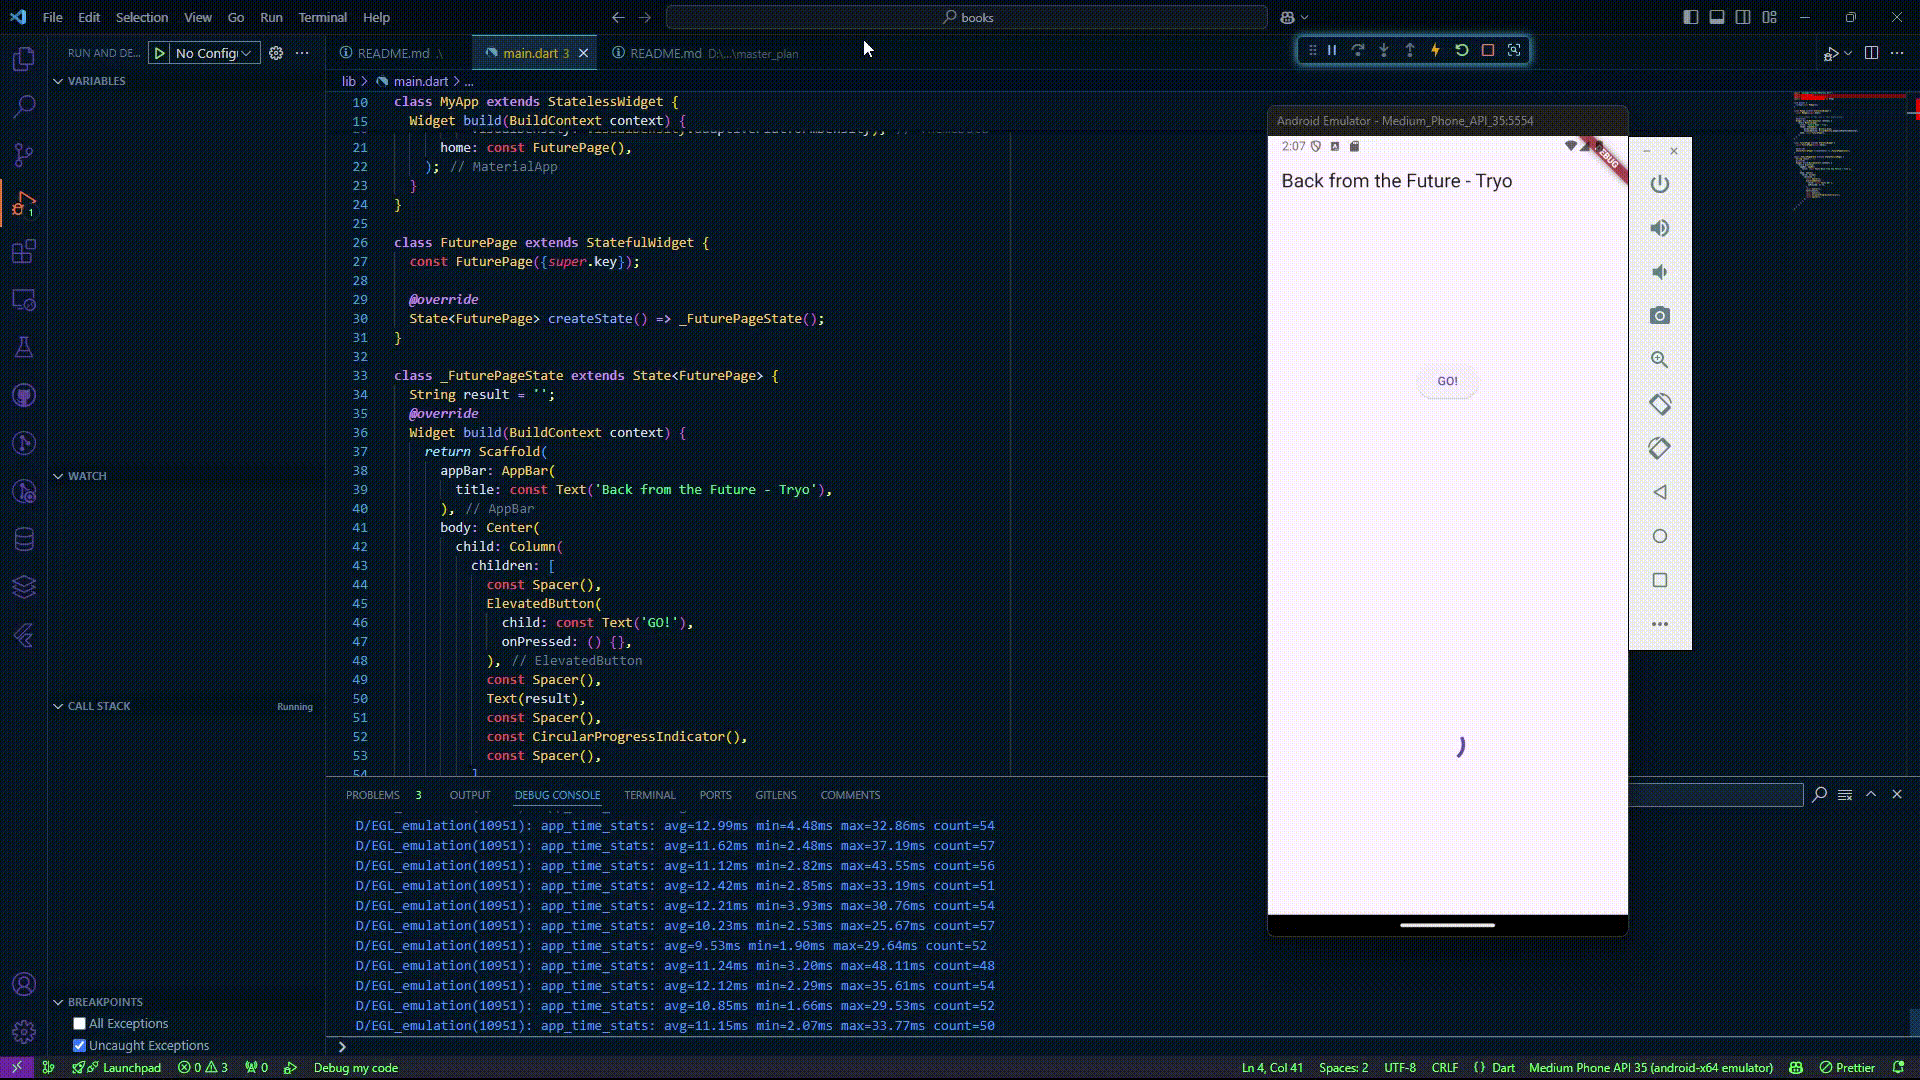 File Edit Selection View Go Run Terminal Help
books
RUN AND DE... No Config
README.md .\
main.dart 3
README.md D:\...\master_plan
VARIABLES
WATCH
CALL STACK
Running
BREAKPOINTS
All Exceptions
Uncaught Exceptions
lib > main.dart > ...
10 class MyApp extends StatelessWidget {
15 Widget build(BuildContext context) {
21 home: const FuturePage(),
22 ); // MaterialApp
23 }
24 }
25
26 class FuturePage extends StatefulWidget {
27 const FuturePage({super.key});
28
29 @override
30 State<FuturePage> createState() => _FuturePageState();
31 }
32
33 class _FuturePageState extends State<FuturePage> {
34 String result = '';
35 @override
36 Widget build(BuildContext context) {
37 return Scaffold(
38 appBar: AppBar(
39 title: const Text('Back from the Future - Tryo'),
40 ), // AppBar
41 body: Center(
42 child: Column(
43 children: [
44 const Spacer(),
45 ElevatedButton(
46 child: const Text('GO!'),
47 onPressed: () {},
48 ), // ElevatedButton
49 const Spacer(),
50 Text(result),
51 const Spacer(),
52 const CircularProgressIndicator(),
53 const Spacer(),
54 ]
PROBLEMS 3 OUTPUT DEBUG CONSOLE TERMINAL PORTS GITLENS COMMENTS
D/EGL_emulation(10951): app_time_stats: avg=12.99ms min=4.48ms max=32.86ms count=54
D/EGL_emulation(10951): app_time_stats: avg=11.62ms min=2.48ms max=37.19ms count=57
D/EGL_emulation(10951): app_time_stats: avg=11.12ms min=2.82ms max=43.55ms count=56
D/EGL_emulation(10951): app_time_stats: avg=12.42ms min=2.85ms max=33.19ms count=51
D/EGL_emulation(10951): app_time_stats: avg=12.21ms min=3.93ms max=30.76ms count=54
D/EGL_emulation(10951): app_time_stats: avg=10.23ms min=2.53ms max=25.67ms count=57
D/EGL_emulation(10951): app_time_stats: avg=9.53ms min=1.90ms max=29.64ms count=52
D/EGL_emulation(10951): app_time_stats: avg=11.24ms min=3.20ms max=48.11ms count=48
D/EGL_emulation(10951): app_time_stats: avg=12.12ms min=2.29ms max=35.61ms count=54
D/EGL_emulation(10951): app_time_stats: avg=10.85ms min=1.66ms max=29.53ms count=52
D/EGL_emulation(10951): app_time_stats: avg=11.15ms min=2.07ms max=33.77ms count=50
Android Emulator - Medium_Phone_API_35:5554
2:07
Back from the Future - Tryo
GO!
Launchpad 0 3 0 Debug my code
Ln 4, Col 41 Spaces: 2 UTF-8 CRLF {} Dart Medium Phone API 35 (android-x64 emulator) Prettier